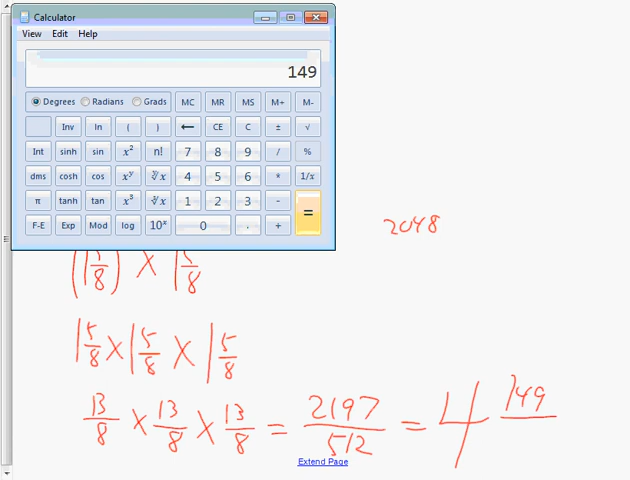 Calculator
View Edit Help
149
Degrees Radians Grads MC MR MS M+ M-
Inv ln ( ) ← CE C ± √
Int sinh sin x² n! 7 8 9 / %
dms cosh cos xʸ ʸ√x 4 5 6 * 1/x
π tanh tan x³ ³√x 1 2 3 - =
F-E Exp Mod log 10ˣ 0 . +
2048
(1 5/8) × 1 5/8
1 5/8 × 1 5/8 × 1 5/8
13/8 × 13/8 × 13/8 = 2197/512 = 4 149/
Extend Page